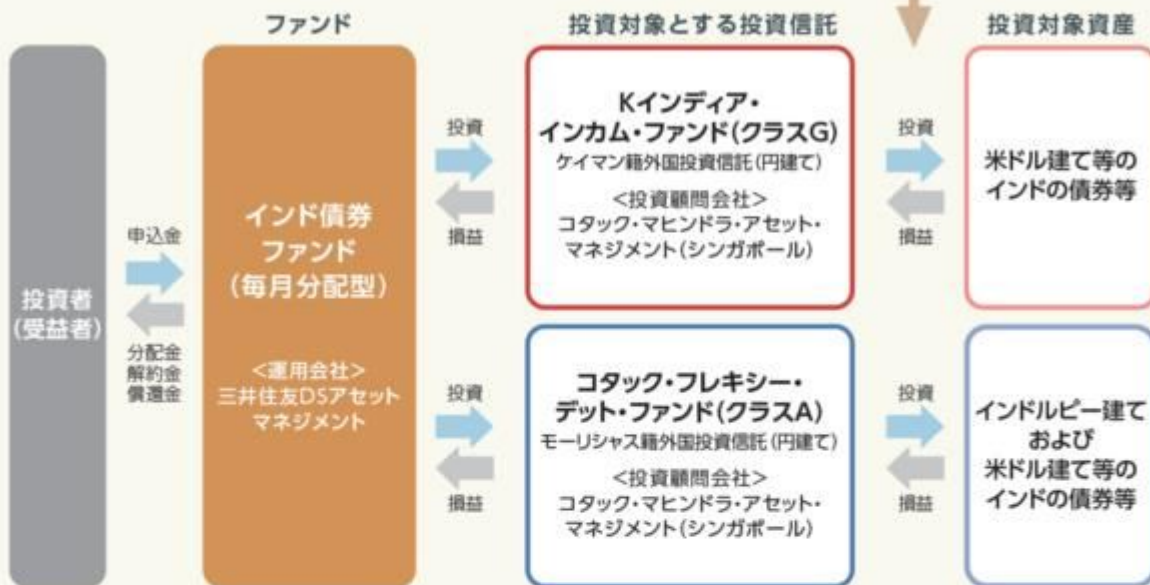 ファンド
投資対象とする投資信託
投資対象資産
投資者
(受益者)
申込金
分配金
解約金
償還金
インド債券
ファンド
(毎月分配型)
<運用会社>
三井住友DSアセット
マネジメント
投資
損益
Kインディア・
インカム・ファンド(クラスG)
ケイマン籍外国投資信託(円建て)
<投資顧問会社>
コタック・マヒンドラ・アセット・
マネジメント(シンガポール)
投資
損益
米ドル建て等の
インドの債券等
投資
損益
コタック・フレキシー・
デット・ファンド(クラスA)
モーリシャス籍外国投資信託(円建て)
<投資顧問会社>
コタック・マヒンドラ・アセット・
マネジメント(シンガポール)
投資
損益
インドルピー建て
および
米ドル建て等の
インドの債券等